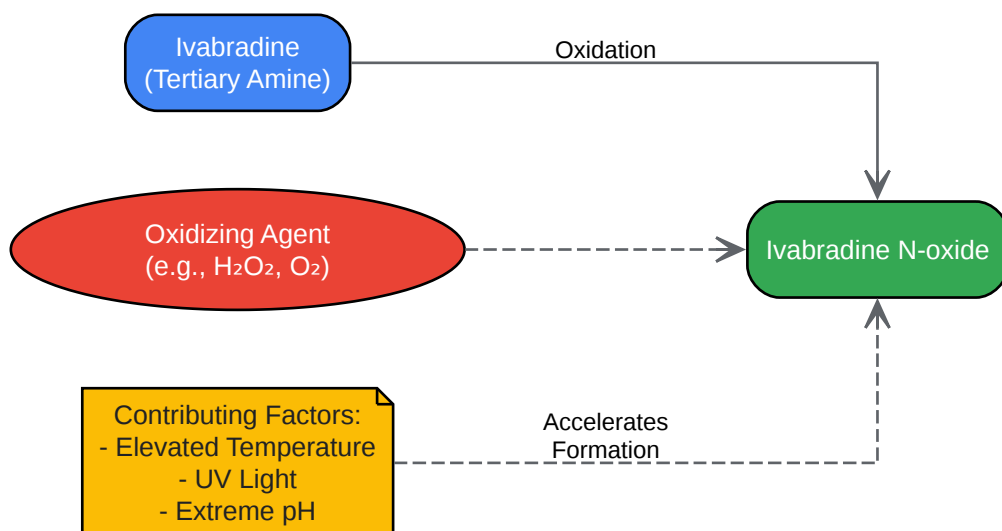 Ivabradine
(Tertiary Amine)
Oxidation
Oxidizing Agent
(e.g., H₂O₂, O₂)
Ivabradine N-oxide
Contributing Factors:
- Elevated Temperature
- UV Light
- Extreme pH
Accelerates
Formation